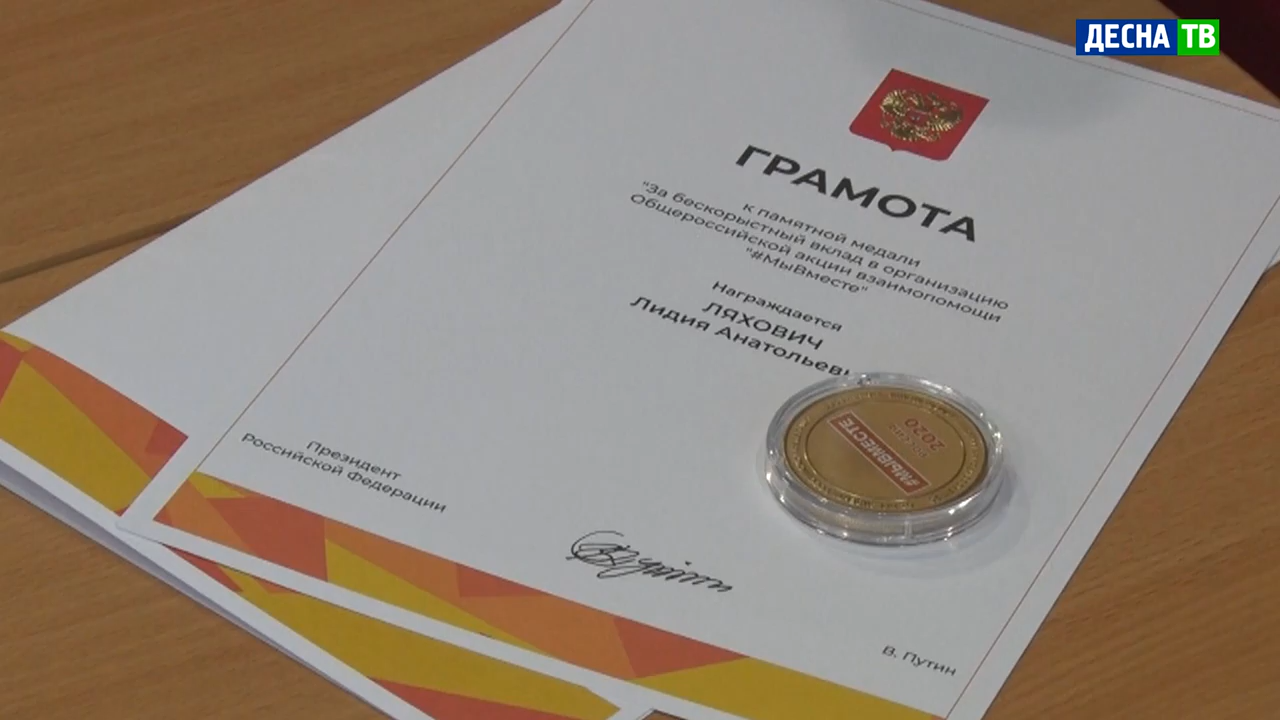 ДЕСНА ТВ
ГРАМОТА
к памятной медали
"За бескорыстный вклад в организацию
Общероссийской акции взаимопомощи
"#МыВместе"
Награждается
ЛЯХОВИЧ
Лидия
#МЫВМЕСТЕ
2020
Президент
Российской Федерации
В. Путин